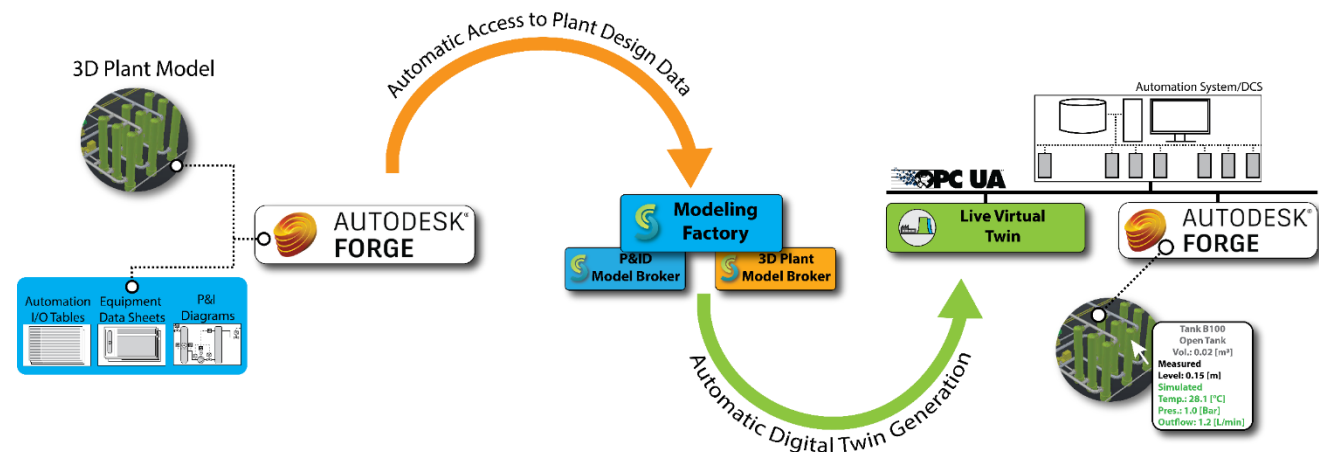 3D Plant Model
AUTODESK®
FORGE
Automation
I/O Tables
Equipment
Data Sheets
P&I
Diagrams
Automatic Access to Plant Design Data
Modeling
Factory
P&ID
Model Broker
3D Plant
Model Broker
Automatic Digital Twin Generation
Automation System/DCS
OPC UA
Live Virtual
Twin
AUTODESK®
FORGE
Tank B100
Open Tank
Vol.: 0.02 [m³]
Measured
Level: 0.15 [m]
Simulated
Temp.: 28.1 [°C]
Pres.: 1.0 [Bar]
Outflow: 1.2 [L/min]